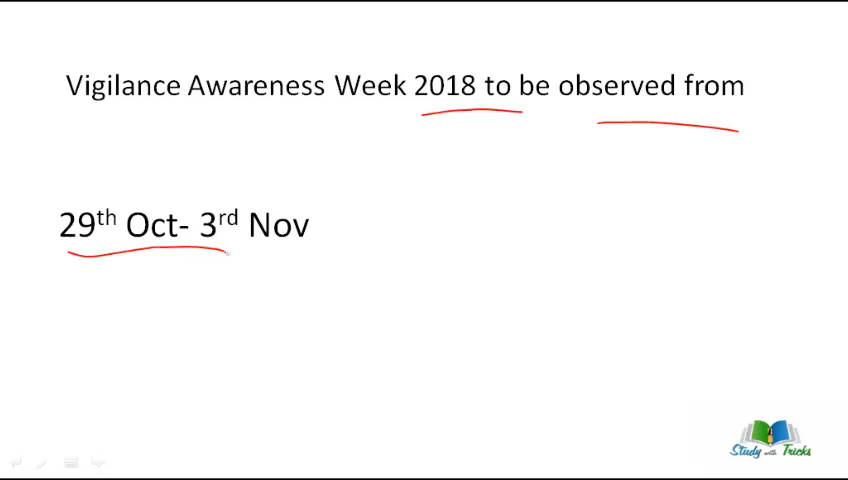 Vigilance Awareness Week 2018 to be observed from
29th Oct- 3rd Nov
Study with Tricks